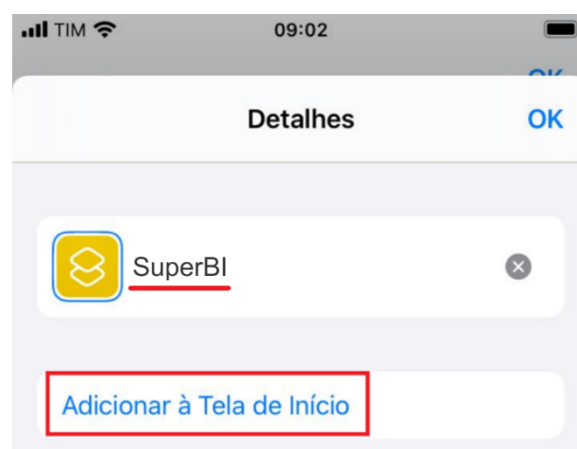 TIM 09:02
Detalhes OK
SuperBI
Adicionar à Tela de Início